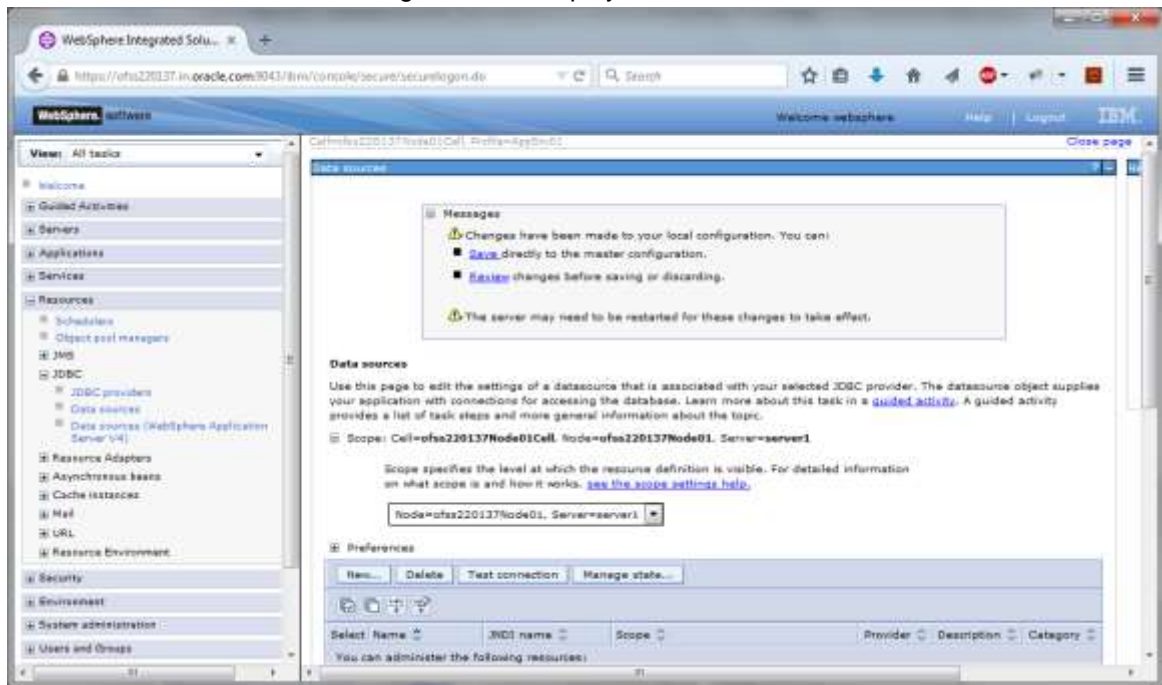 WebSphere Integrated Solu... × +
https://ofss220137.in.oracle.com:9043/ibm/console/secure/securelogon.do
Search
WebSphere. software
Welcome websphere
Help | Logout
IBM.
View: All tasks
Welcome
Guided Activities
Servers
Applications
Services
Resources
Schedulers
Object pool managers
JMS
JDBC
JDBC providers
Data sources
Data sources (WebSphere Application
Server V4)
Resource Adapters
Asynchronous beans
Cache instances
Mail
URL
Resource Environment
Security
Environment
System administration
Users and Groups
Cell=ofss220137Node01Cell, Profile=AppSrv01
Close page
Data sources
? -
Messages
Changes have been made to your local configuration. You can:
Save directly to the master configuration.
Review changes before saving or discarding.
The server may need to be restarted for these changes to take effect.
Data sources
Use this page to edit the settings of a datasource that is associated with your selected JDBC provider. The datasource object supplies
your application with connections for accessing the database. Learn more about this task in a guided activity. A guided activity
provides a list of task steps and more general information about the topic.
Scope: Cell=ofss220137Node01Cell, Node=ofss220137Node01, Server=server1
Scope specifies the level at which the resource definition is visible. For detailed information
on what scope is and how it works, see the scope settings help.
Node=ofss220137Node01, Server=server1
Preferences
New... Delete Test connection Manage state...
Select Name JNDI name Scope Provider Description Category
You can administer the following resources: